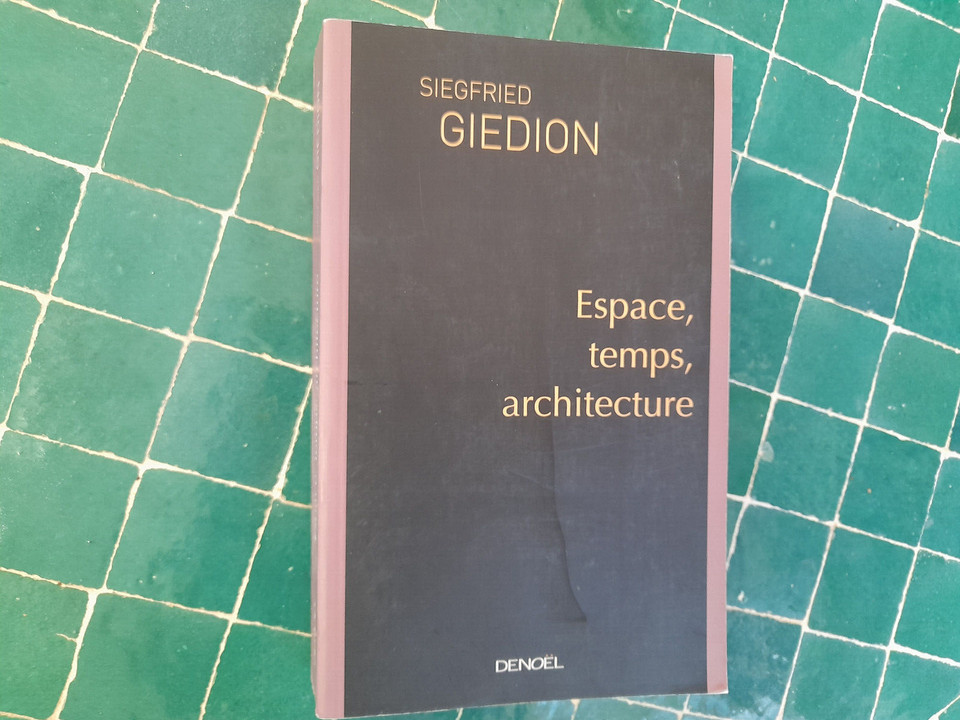 SIEGFRIED
GIEDION
Espace,
temps,
architecture
DENOËL